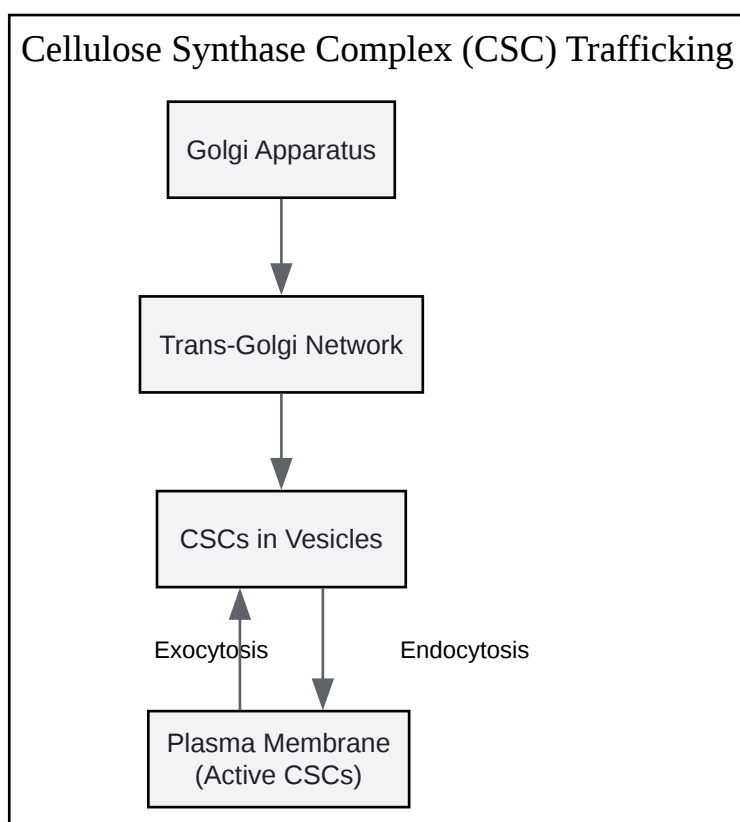 Cellulose Synthase Complex (CSC) Trafficking
Golgi Apparatus
Trans-Golgi Network
CSCs in Vesicles
Exocytosis
Endocytosis
Plasma Membrane
(Active CSCs)